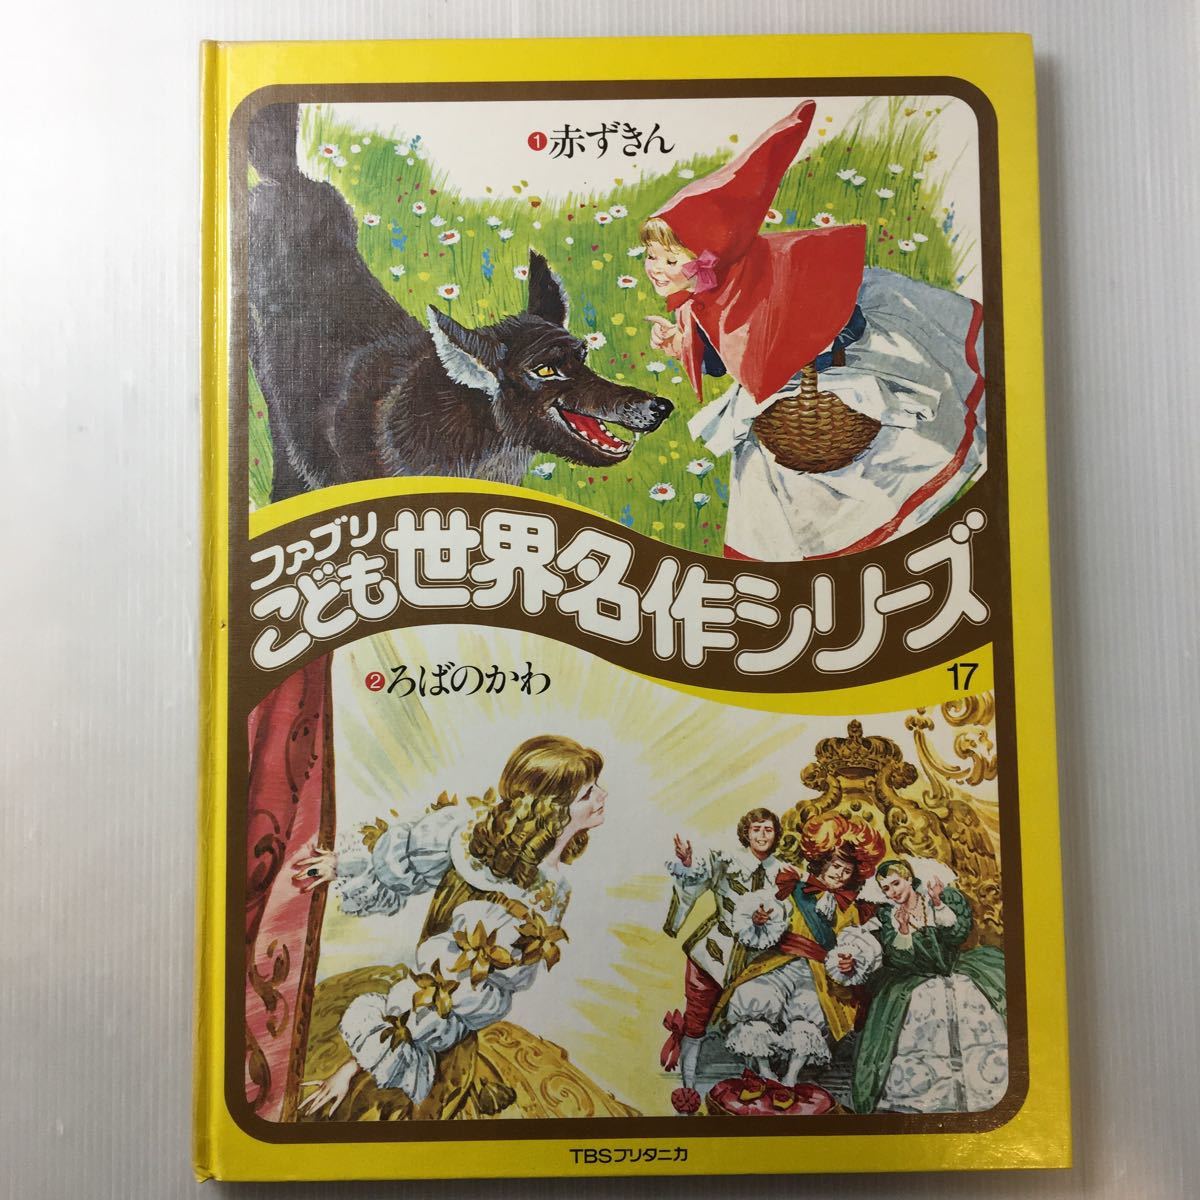 ①赤ずきん
ファブリ
こども世界名作シリーズ
②ろばのかわ
17
TBSブリタニカ